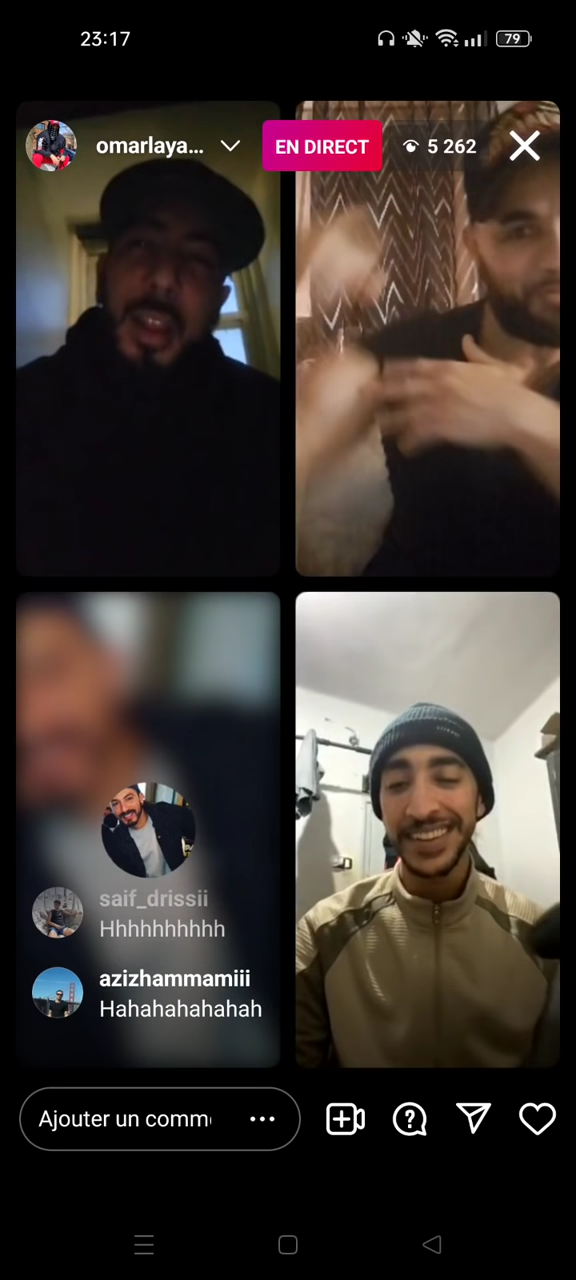 23:17
79
omarlaya...
EN DIRECT
5 262
saif_drissii
Hhhhhhhhhh
azizhammamiii
Hahahahahahah
Ajouter un comm